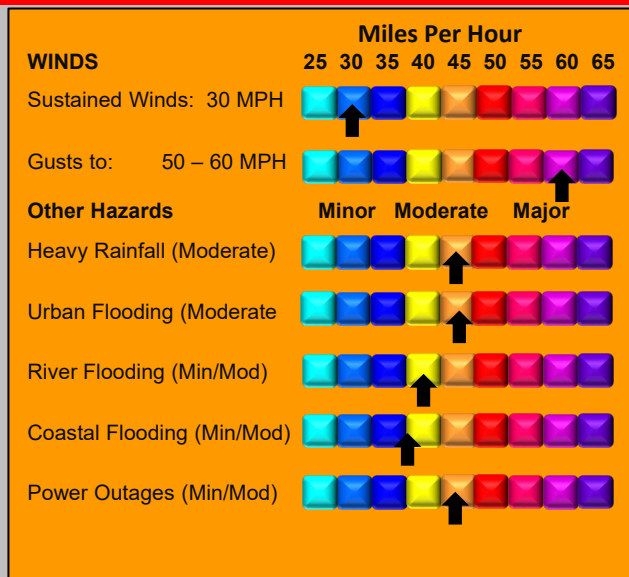 Miles Per Hour
WINDS 25 30 35 40 45 50 55 60 65
Sustained Winds: 30 MPH
Gusts to: 50 – 60 MPH
Other Hazards Minor Moderate Major
Heavy Rainfall (Moderate)
Urban Flooding (Moderate
River Flooding (Min/Mod)
Coastal Flooding (Min/Mod)
Power Outages (Min/Mod)